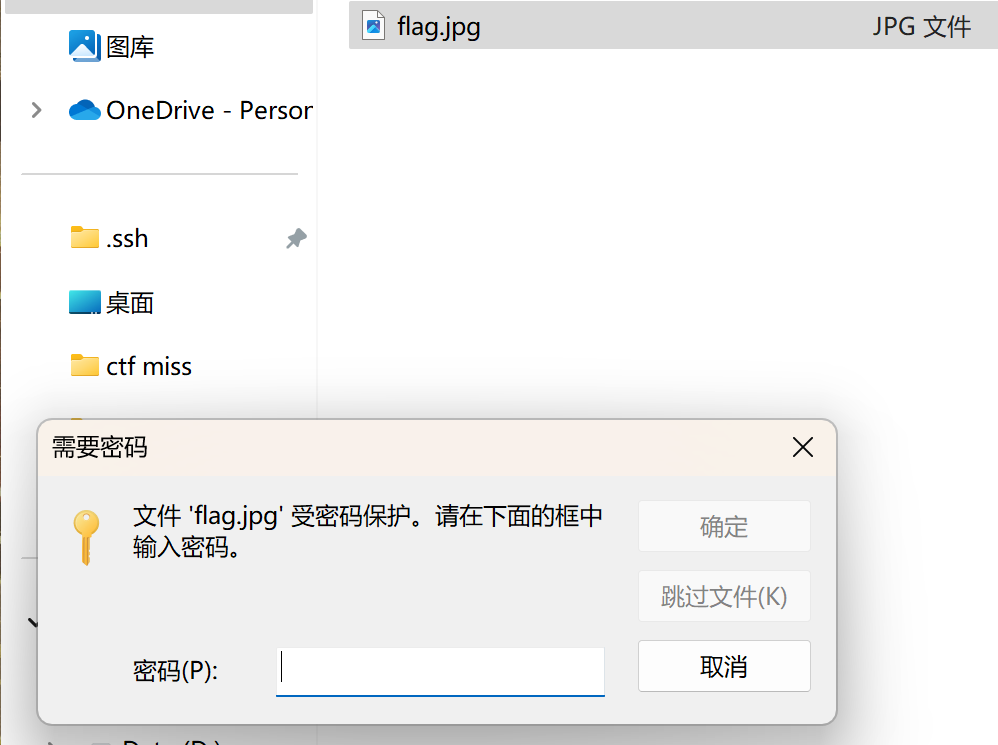 图库
flag.jpg
JPG 文件
OneDrive - Person
.ssh
桌面
ctf miss
需要密码
文件 'flag.jpg' 受密码保护。请在下面的框中
输入密码。
确定
跳过文件(K)
密码(P):
取消